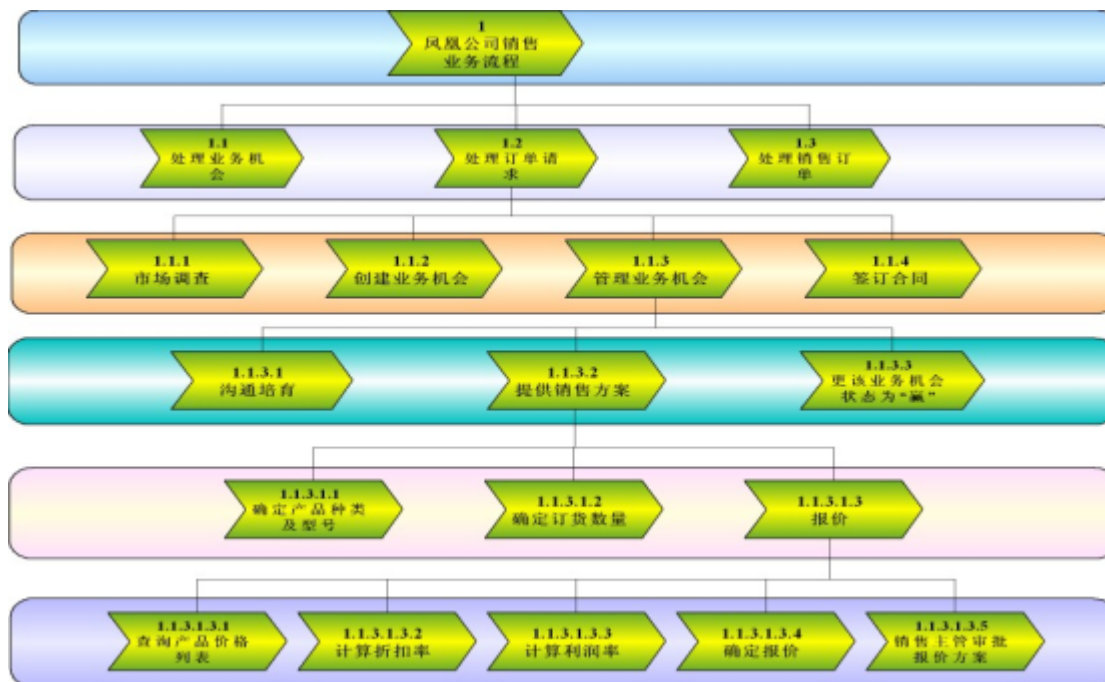 1
凤凰公司销售
业务流程
1.1
处理业务机
会
1.2
处理订单请
求
1.3
处理销售订
单
1.1.1
市场调查
1.1.2
创建业务机会
1.1.3
管理业务机会
1.1.4
签订合同
1.1.3.1
沟通培育
1.1.3.2
提供销售方案
1.1.3.3
更该业务机会
状态为“赢”
1.1.3.1.1
确定产品种类
及型号
1.1.3.1.2
确定订货数量
1.1.3.1.3
报价
1.1.3.1.3.1
查询产品价格
列表
1.1.3.1.3.2
计算折扣率
1.1.3.1.3.3
计算利润率
1.1.3.1.3.4
确定报价
1.1.3.1.3.5
销售主管审批
报价方案